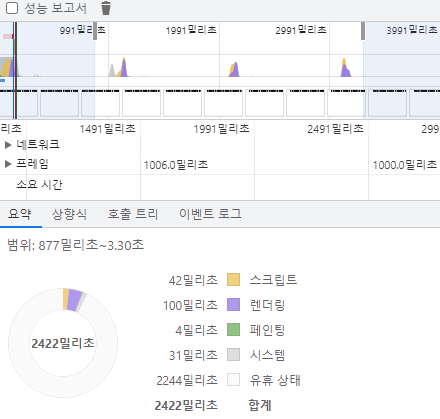 성능 보고서
991밀리초 1991밀리초 2991밀리초 3991밀리초
리초 1491밀리초 1991밀리초 2491밀리초 299
▶ 네트워크
▶ 프레임 1006.0밀리초 1000.0밀리초
소요 시간
요약 상향식 호출 트리 이벤트 로그
범위: 877밀리초~3.30초
42밀리초 스크립트
100밀리초 렌더링
4밀리초 페인팅
2422밀리초
31밀리초 시스템
2244밀리초 유휴 상태
2422밀리초 합계